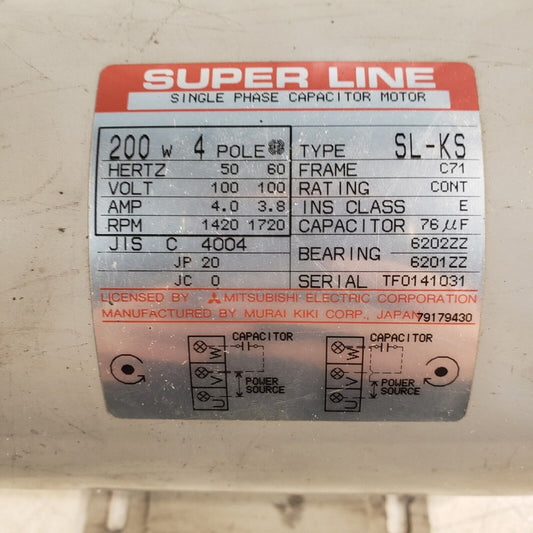 SUPER LINE
SINGLE PHASE CAPACITOR MOTOR
200 W 4 POLE
HERTZ 50 60
VOLT 100 100
AMP 4.0 3.8
RPM 1420 1720
JIS C 4004
JP 20
JC 0
TYPE SL-KS
FRAME C71
RATING CONT
INS CLASS E
CAPACITOR 76 μF
BEARING 6202ZZ
6201ZZ
SERIAL TF0141031
LICENSED BY MITSUBISHI ELECTRIC CORPORATION
MANUFACTURED BY MURAI KIKI CORP., JAPAN 79179430
CAPACITOR
W
V
U
POWER
SOURCE
CAPACITOR
W
V
U
POWER
SOURCE